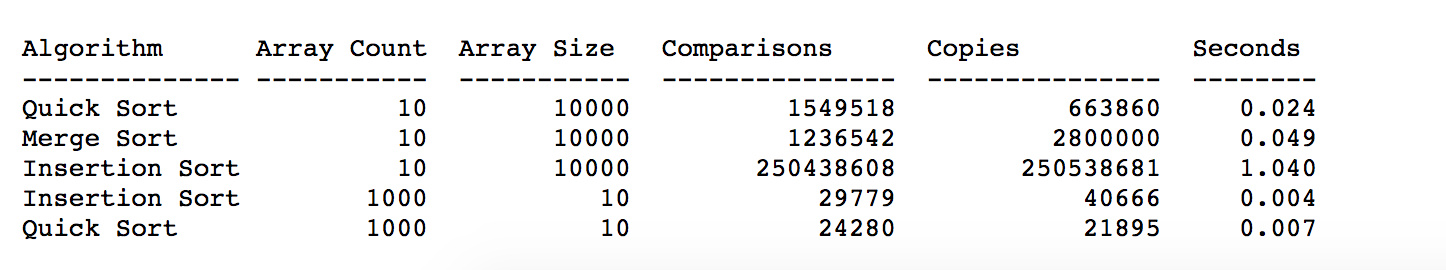 Algorithm      Array Count  Array Size   Comparisons      Copies           Seconds
-------------- -----------  -----------  ---------------  ---------------  --------
Quick Sort              10        10000          1549518           663860     0.024
Merge Sort              10        10000          1236542          2800000     0.049
Insertion Sort          10        10000        250438608        250538681     1.040
Insertion Sort        1000           10            29779            40666     0.004
Quick Sort            1000           10            24280            21895     0.007